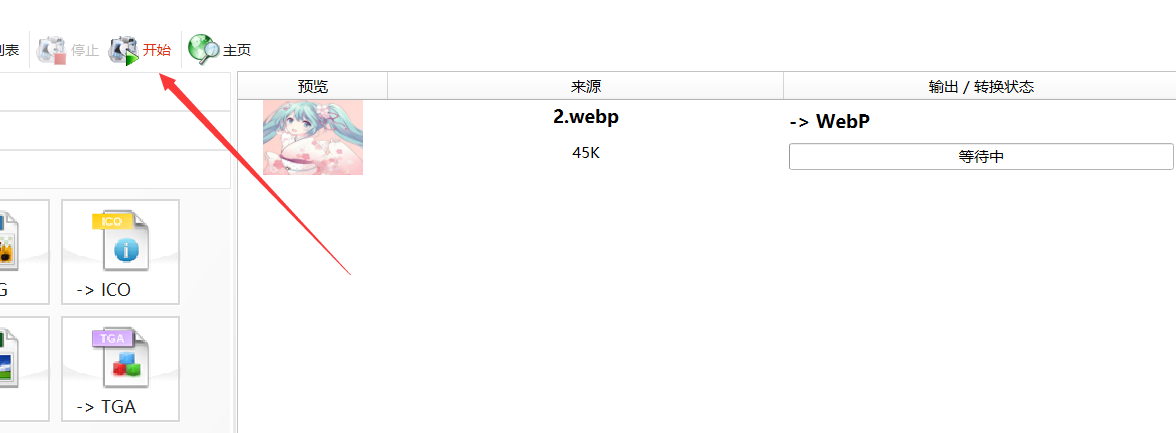 列表 停止 开始 主页
预览 来源 输出 / 转换状态
2.webp -> WebP
45K 等待中
ICO
G -> ICO
TGA
-> TGA